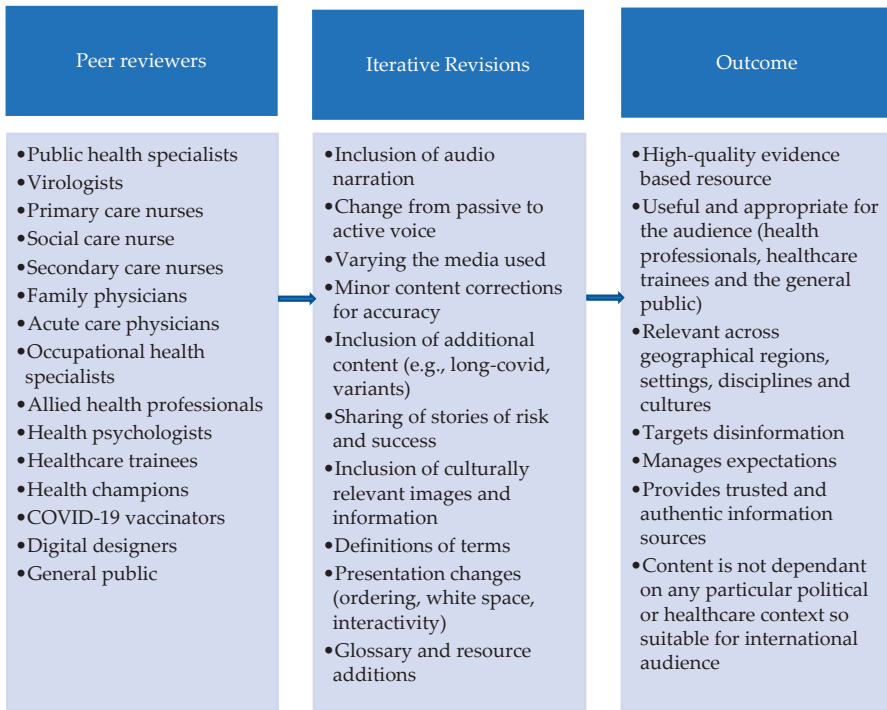 Peer reviewers
•Public health specialists
•Virologists
•Primary care nurses
•Social care nurse
•Secondary care nurses
•Family physicians
•Acute care physicians
•Occupational health
specialists
•Allied health professionals
•Health psychologists
•Healthcare trainees
•Health champions
•COVID-19 vaccinators
•Digital designers
•General public
Iterative Revisions
•Inclusion of audio
narration
•Change from passive to
active voice
•Varying the media used
•Minor content corrections
for accuracy
•Inclusion of additional
content (e.g., long-covid,
variants)
•Sharing of stories of risk
and success
•Inclusion of culturally
relevant images and
information
•Definitions of terms
•Presentation changes
(ordering, white space,
interactivity)
•Glossary and resource
additions
Outcome
•High-quality evidence
based resource
•Useful and appropriate for
the audience (health
professionals, healthcare
trainees and the general
public)
•Relevant across
geographical regions,
settings, disciplines and
cultures
•Targets disinformation
•Manages expectations
•Provides trusted and
authentic information
sources
•Content is not dependant
on any particular political
or healthcare context so
suitable for international
audience